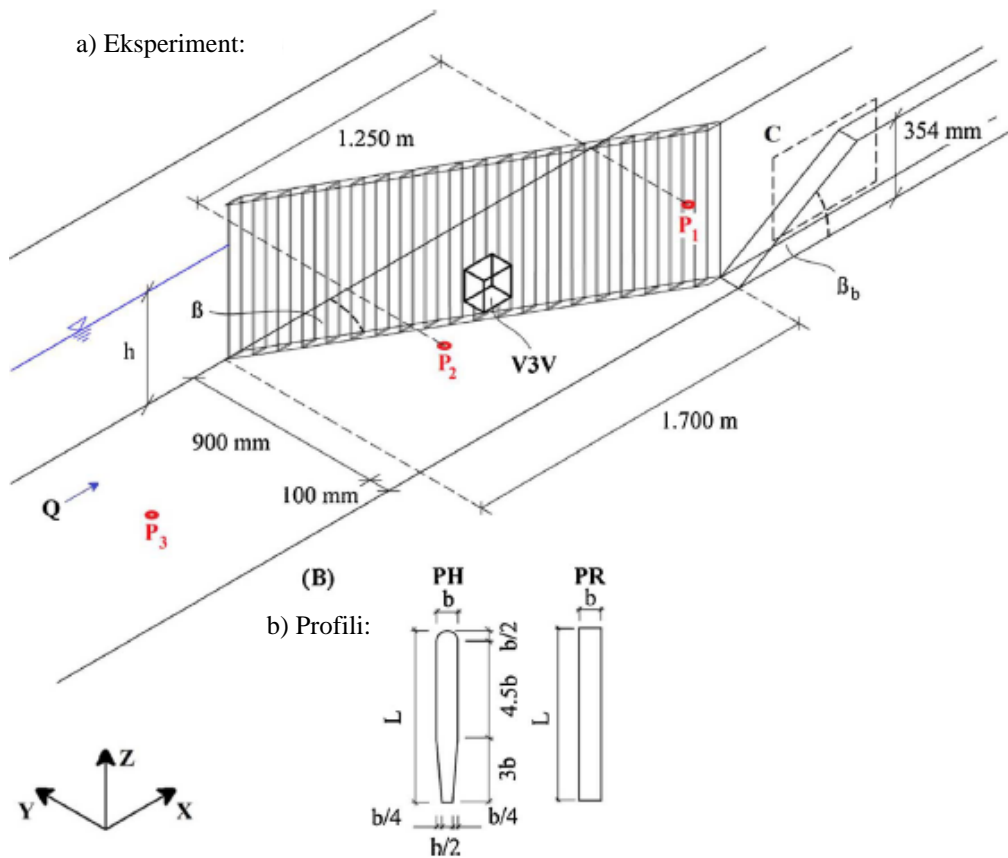 a) Eksperiment:
1.250 m
C
354 mm
P1
ß
ßb
h
P2
V3V
900 mm
1.700 m
100 mm
Q
P3
(B)
PH
PR
b
b
b) Profili:
b/2
4.5b
L
L
3b
Z
Y
X
b/4
b/4
b/2